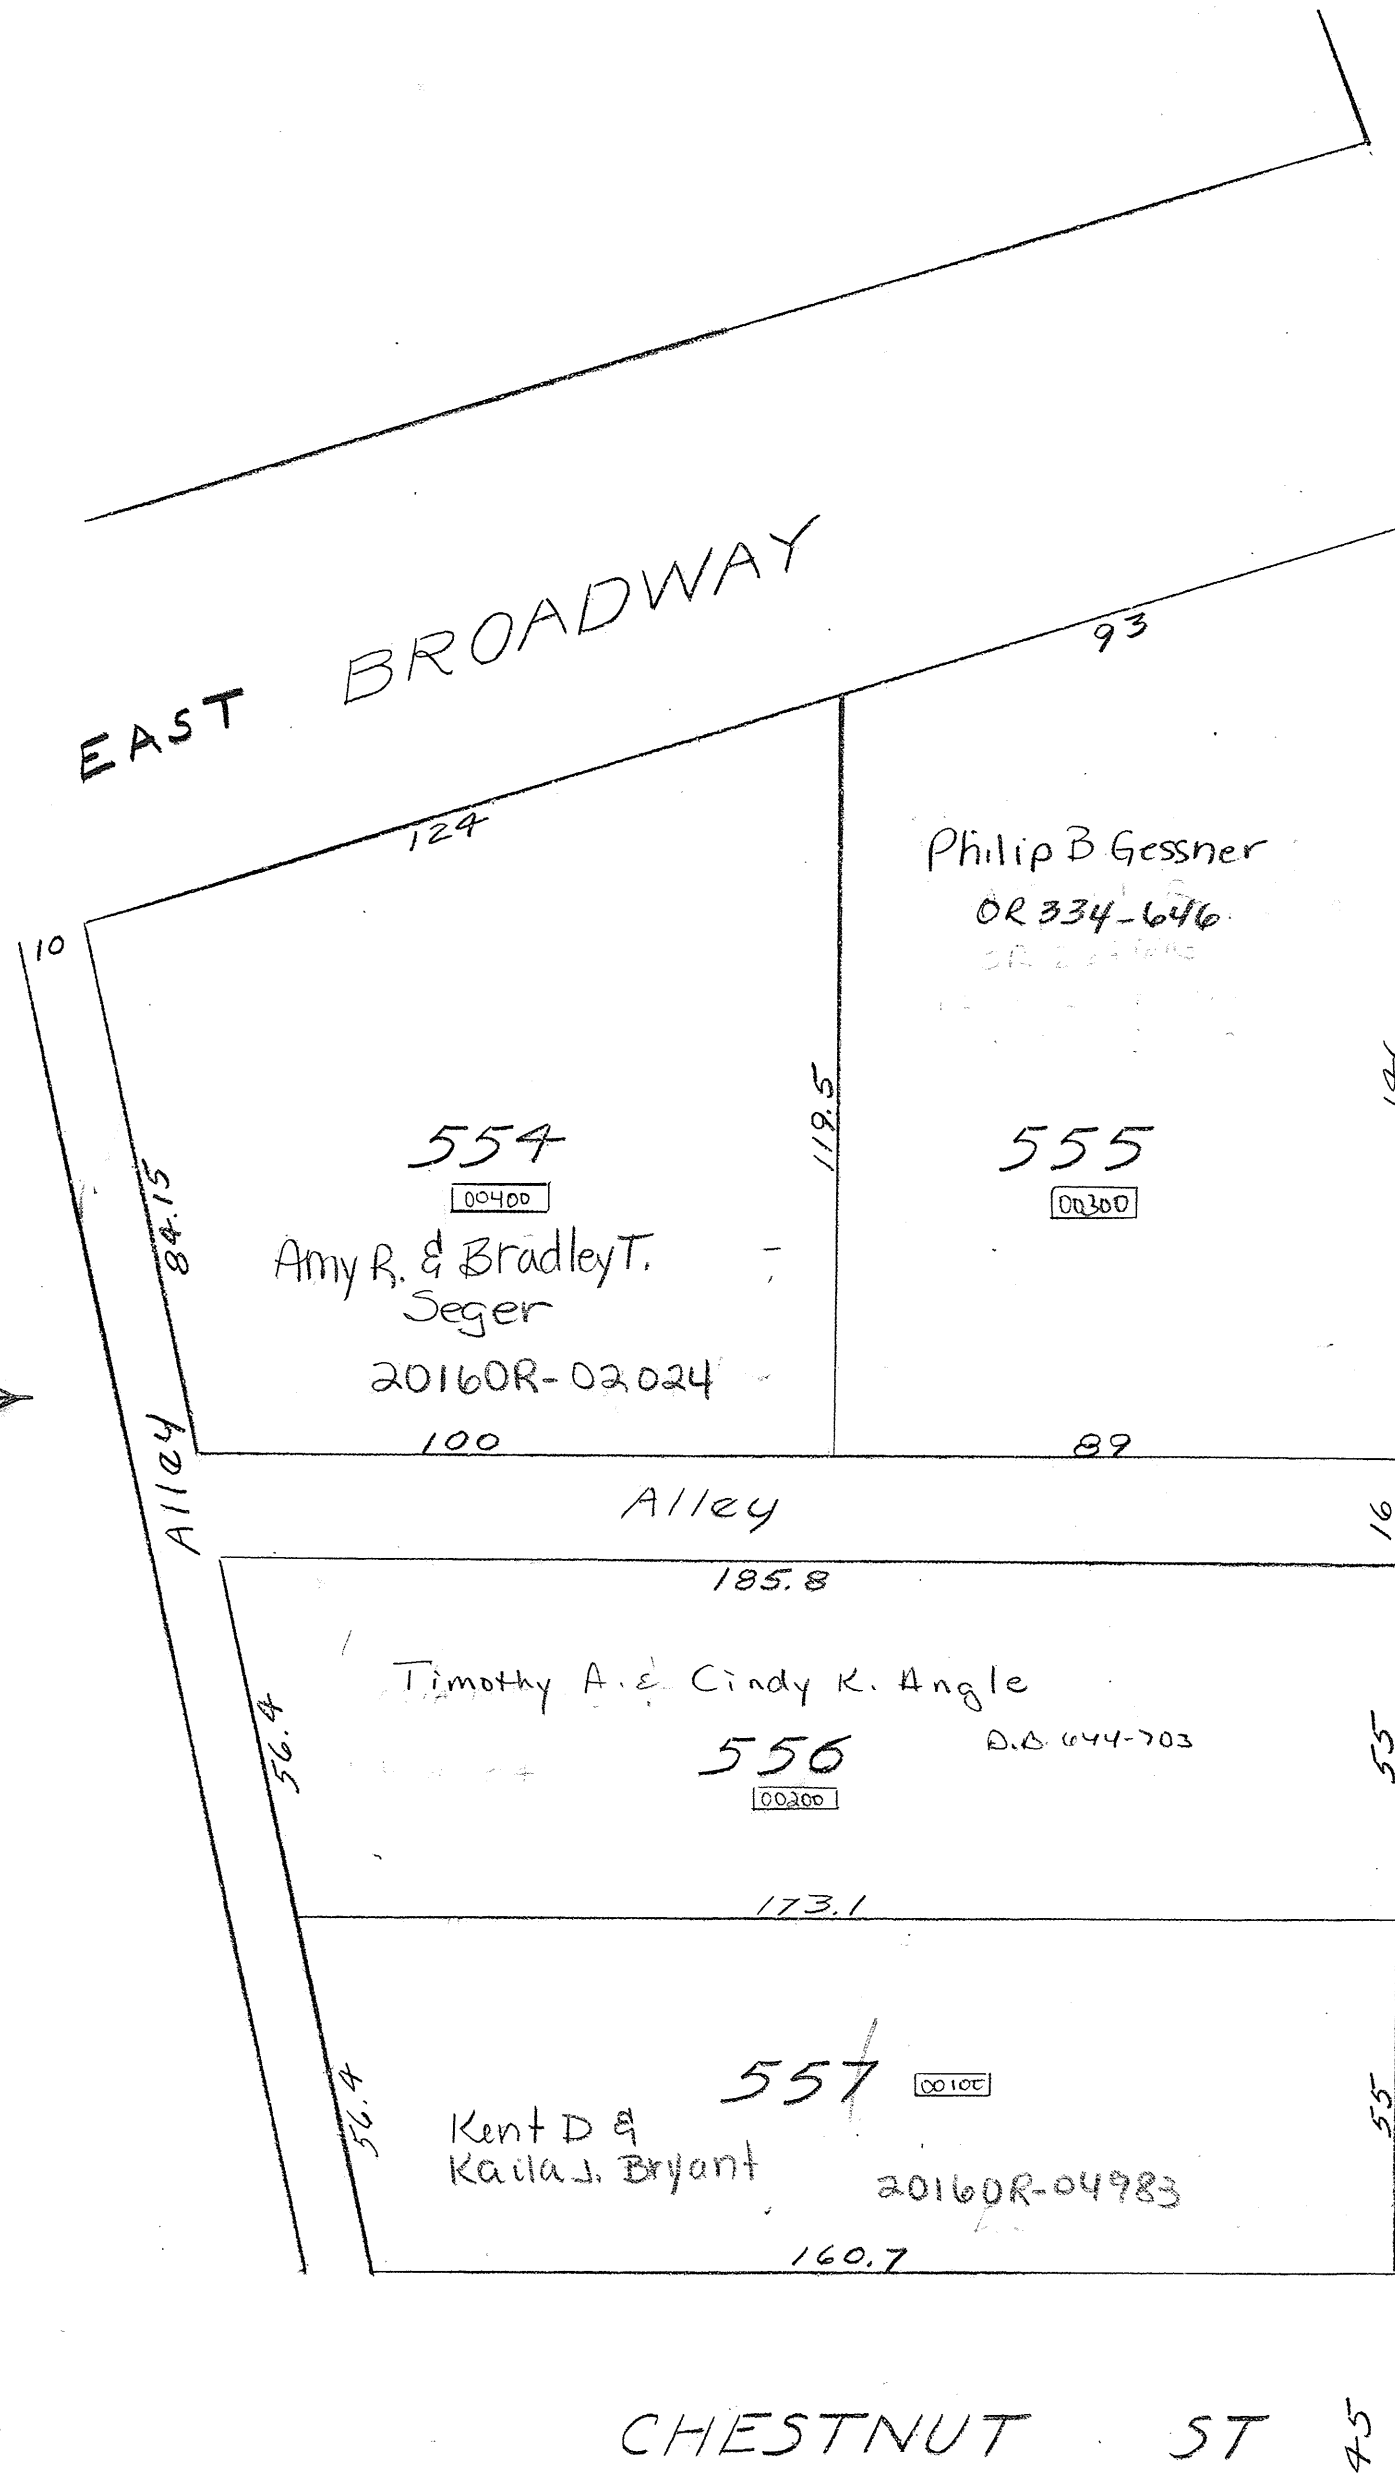 EAST BROADWAY
93
124
10
Philip B Gessner
OR 334-646
119.5
84.15
554
00400
555
00300
Amy R. & Bradley T.
Seger
2016OR-02024
100
89
Alley
Alley
16
185.8
Timothy A. & Cindy K. Angle
556
D.B. 644-703
00200
56.4
55
173.1
557
00100
Kent D &
Kaila J. Bryant
2016OR-04983
56.4
55
160.7
CHESTNUT ST
45